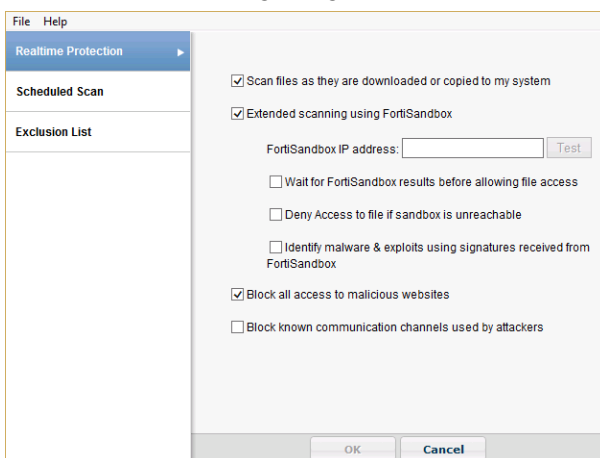 File Help
Realtime Protection
Scheduled Scan
Exclusion List
Scan files as they are downloaded or copied to my system
Extended scanning using FortiSandbox
FortiSandbox IP address: Test
Wait for FortiSandbox results before allowing file access
Deny Access to file if sandbox is unreachable
Identify malware & exploits using signatures received from
FortiSandbox
Block all access to malicious websites
Block known communication channels used by attackers
OK Cancel